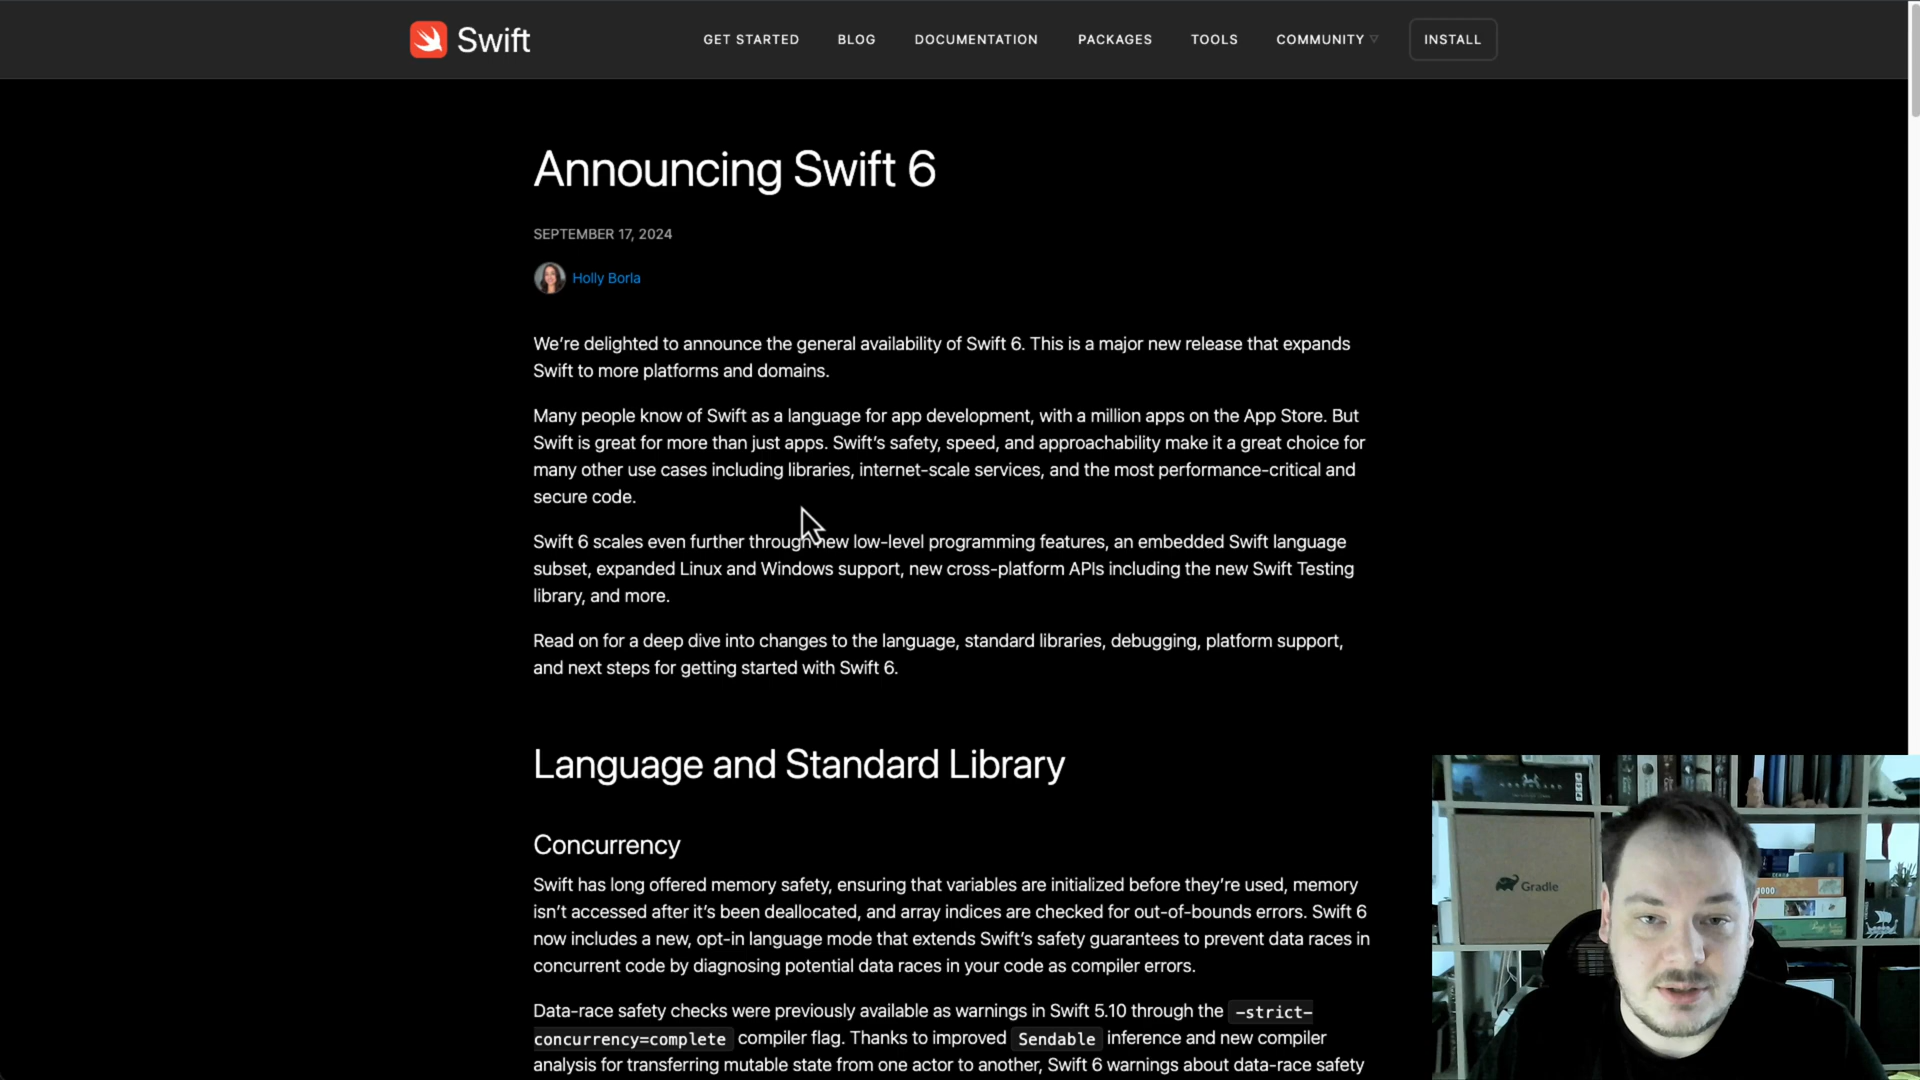 Swift
GET STARTED
BLOG
DOCUMENTATION
PACKAGES
TOOLS
COMMUNITY
INSTALL
Announcing Swift 6
SEPTEMBER 17, 2024
Holly Borla
We’re delighted to announce the general availability of Swift 6. This is a major new release that expands
Swift to more platforms and domains.
Many people know of Swift as a language for app development, with a million apps on the App Store. But
Swift is great for more than just apps. Swift’s safety, speed, and approachability make it a great choice for
many other use cases including libraries, internet-scale services, and the most performance-critical and
secure code.
Swift 6 scales even further through new low-level programming features, an embedded Swift language
subset, expanded Linux and Windows support, new cross-platform APIs including the new Swift Testing
library, and more.
Read on for a deep dive into changes to the language, standard libraries, debugging, platform support,
and next steps for getting started with Swift 6.
Language and Standard Library
Concurrency
Swift has long offered memory safety, ensuring that variables are initialized before they’re used, memory
isn’t accessed after it’s been deallocated, and array indices are checked for out-of-bounds errors. Swift 6
now includes a new, opt-in language mode that extends Swift’s safety guarantees to prevent data races in
concurrent code by diagnosing potential data races in your code as compiler errors.
Data-race safety checks were previously available as warnings in Swift 5.10 through the -strict-
concurrency=complete compiler flag. Thanks to improved Sendable inference and new compiler
analysis for transferring mutable state from one actor to another, Swift 6 warnings about data-race safety
Gradle